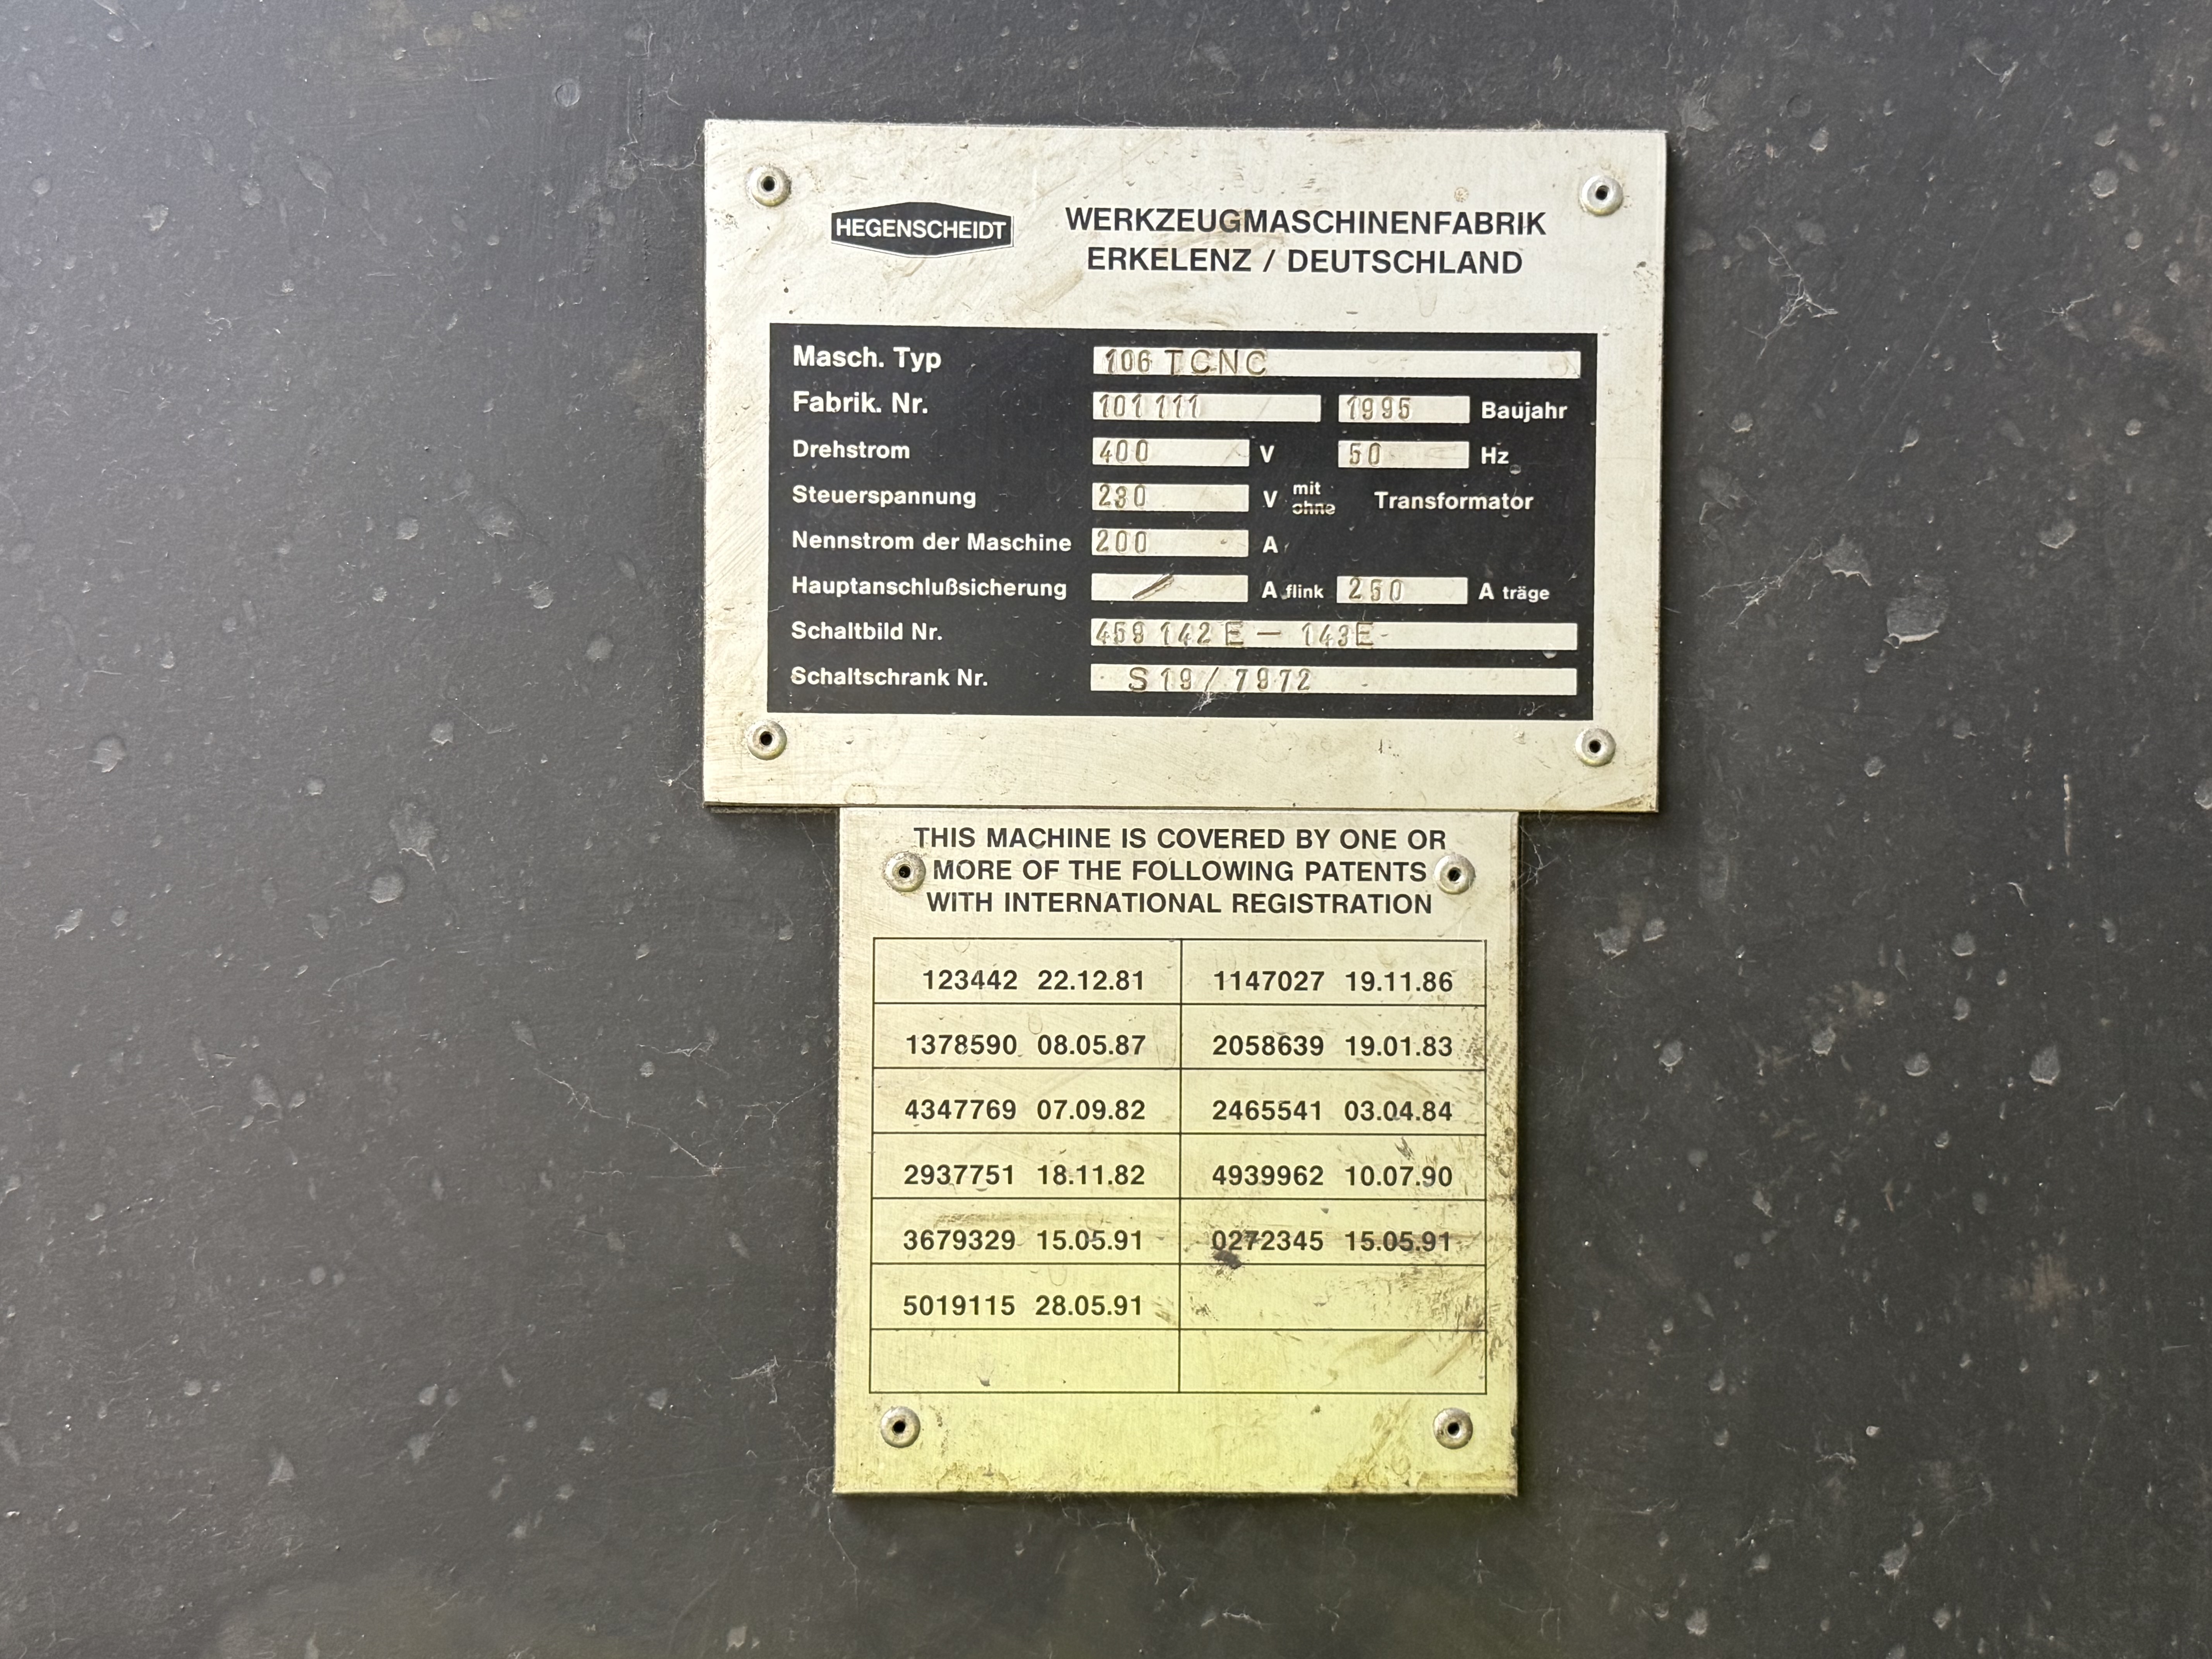 HEGENSCHEIDT
WERKZEUGMASCHINENFABRIK
ERKELENZ / DEUTSCHLAND
Masch. Typ 106 TCNC
Fabrik. Nr. 101 111 1995 Baujahr
Drehstrom 400 V 50 Hz
Steuerspannung 230 V mit ohne Transformator
Nennstrom der Maschine 200 A
Hauptanschlußsicherung / A flink 250 A träge
Schaltbild Nr. 459 142 E — 143E
Schaltschrank Nr. S19/7972
THIS MACHINE IS COVERED BY ONE OR
MORE OF THE FOLLOWING PATENTS
WITH INTERNATIONAL REGISTRATION
123442 22.12.81 1147027 19.11.86
1378590 08.05.87 2058639 19.01.83
4347769 07.09.82 2465541 03.04.84
2937751 18.11.82 4939962 10.07.90
3679329 15.05.91 0272345 15.05.91
5019115 28.05.91